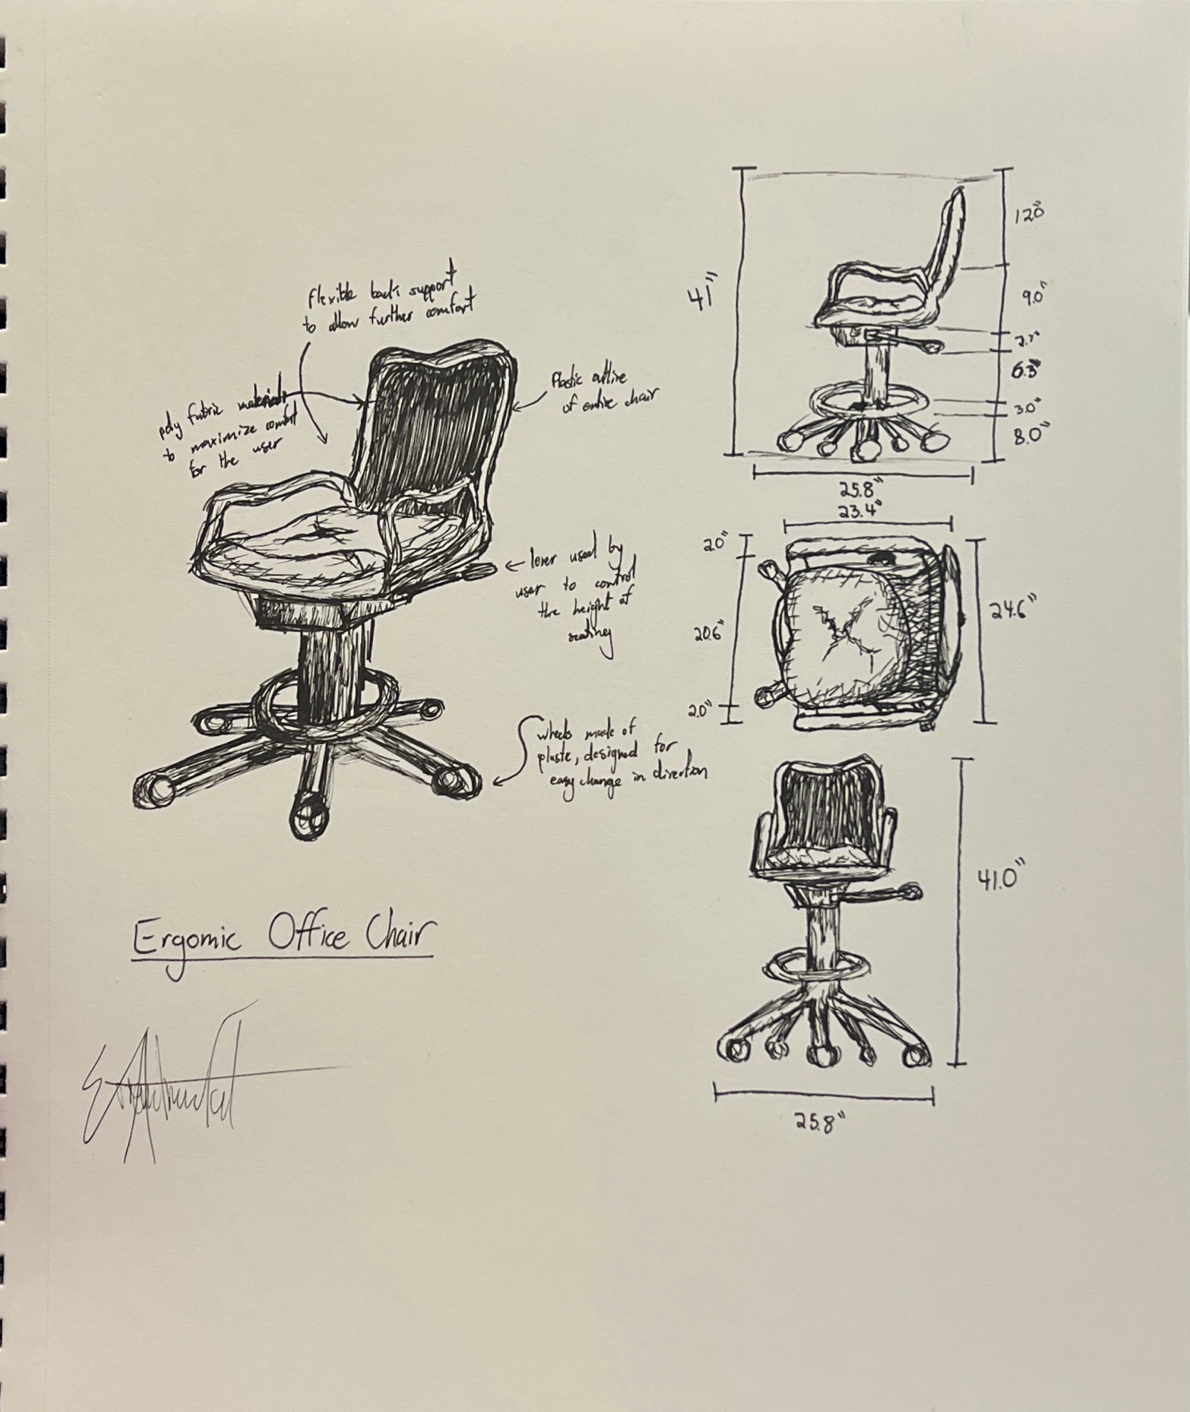 flexible back support
to allow further comfort
poly fabric materials
to maximize comfort
for the user
Plastic outline
of entire chair
lever used by
user to control
the height of
seating
wheels made of
plastc, designed for
easy change in direction
Ergomic Office Chair
41"
12.0"
9.0"
2.7"
6.3"
3.0"
8.0"
25.8"
23.4"
2.0"
20.6"
2.0"
24.6"
41.0"
25.8"